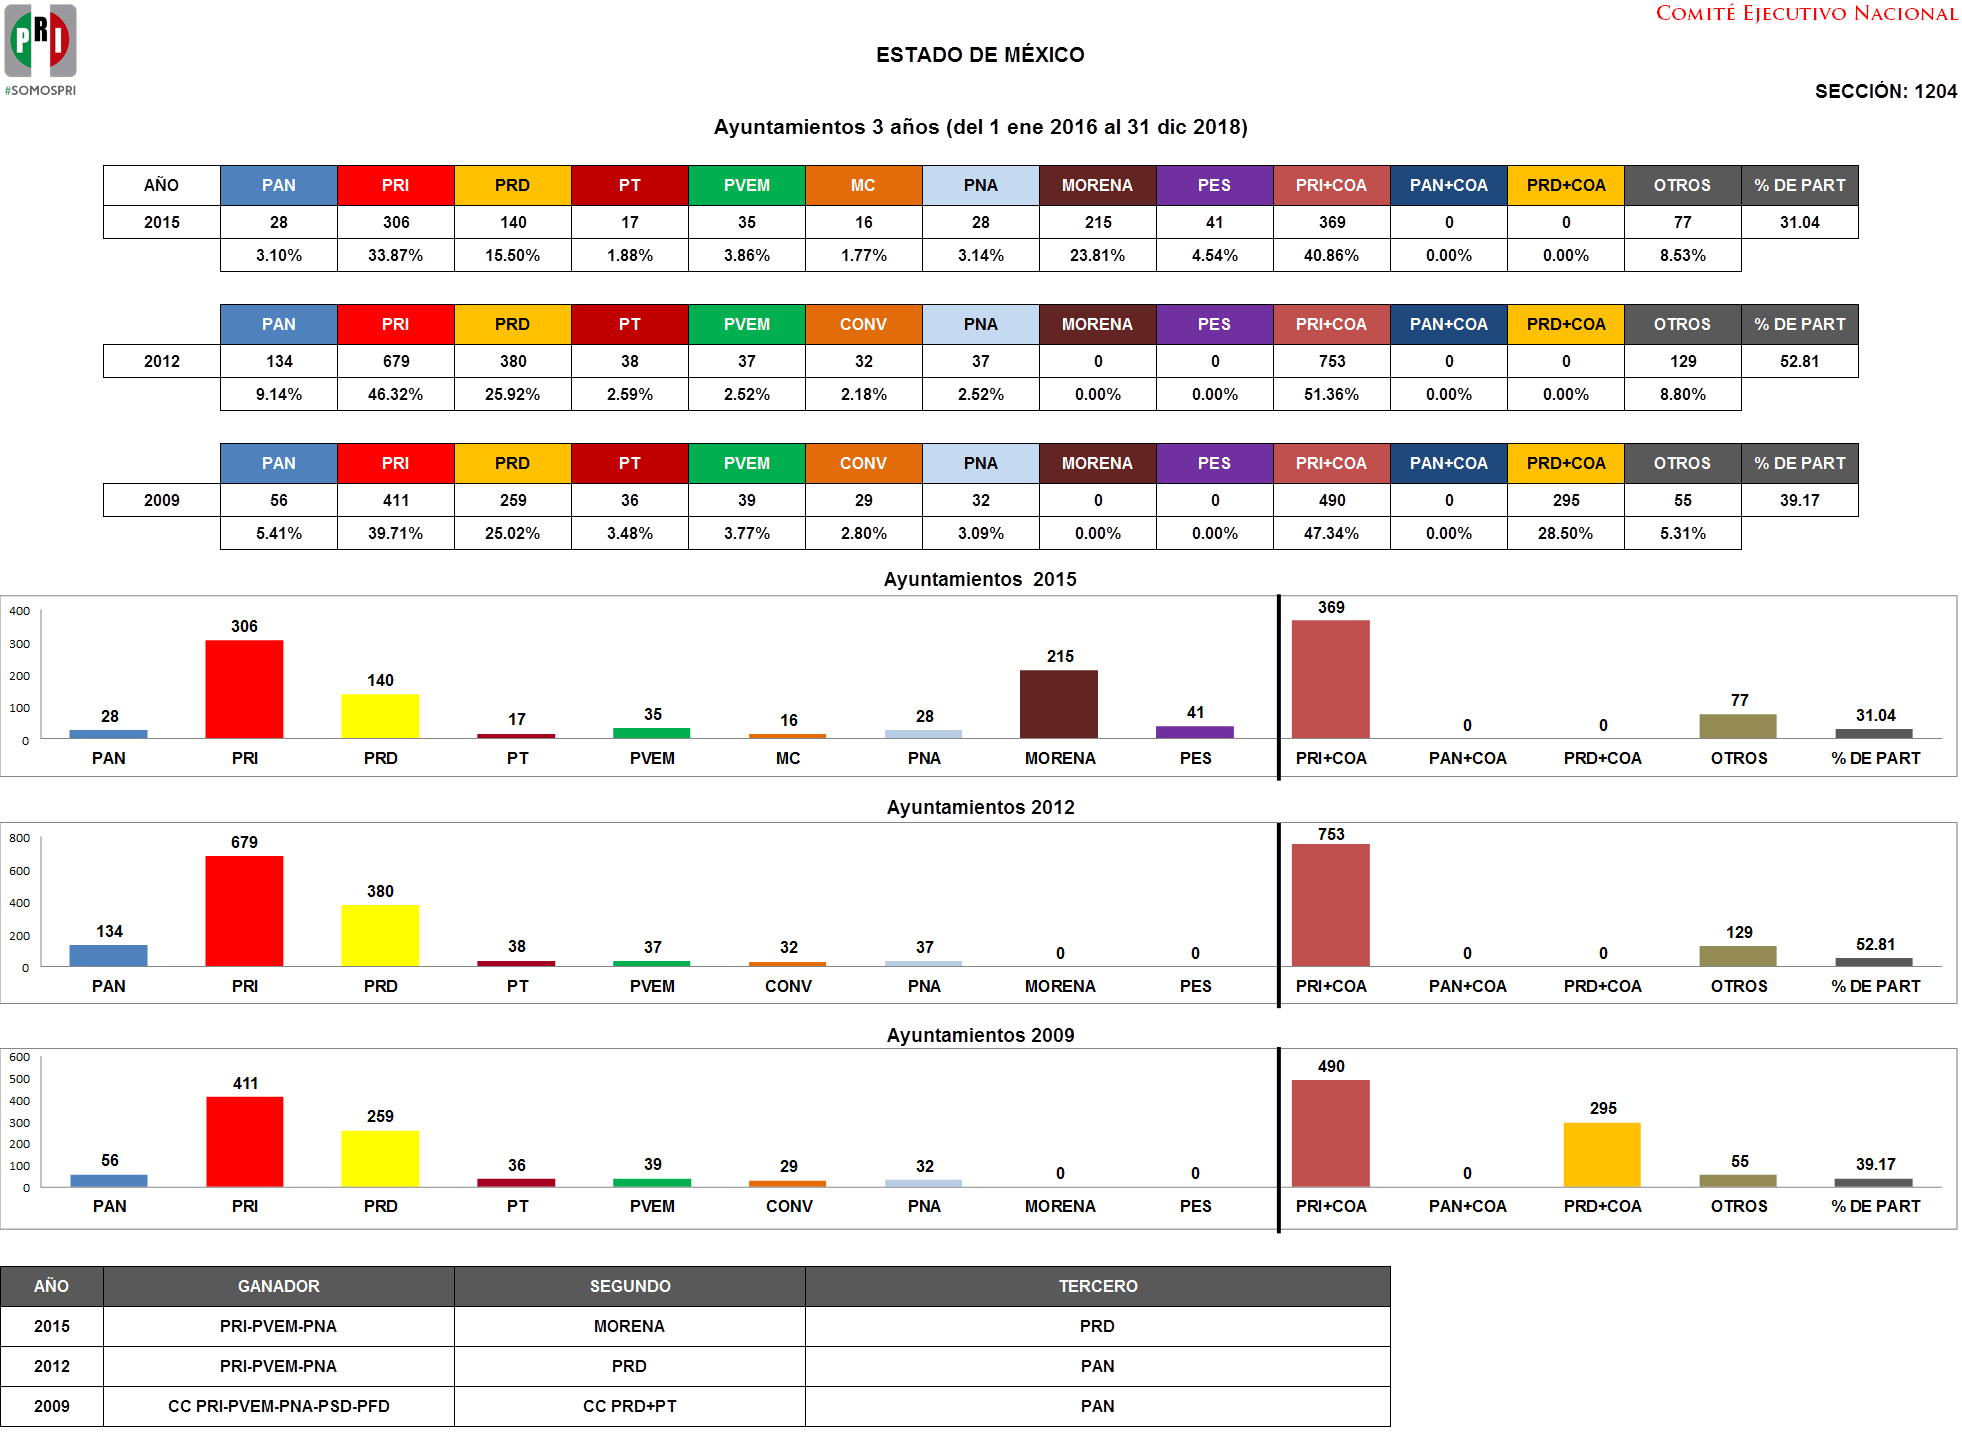 PRI
#SOMOSPRI
COMITÉ EJECUTIVO NACIONAL
ESTADO DE MÉXICO
SECCIÓN: 1204
Ayuntamientos 3 años (del 1 ene 2016 al 31 dic 2018)
AÑO PAN PRI PRD PT PVEM MC PNA MORENA PES PRI+COA PAN+COA PRD+COA OTROS % DE PART
2015 28 306 140 17 35 16 28 215 41 369 0 0 77 31.04
3.10% 33.87% 15.50% 1.88% 3.86% 1.77% 3.14% 23.81% 4.54% 40.86% 0.00% 0.00% 8.53%
PAN PRI PRD PT PVEM CONV PNA MORENA PES PRI+COA PAN+COA PRD+COA OTROS % DE PART
2012 134 679 380 38 37 32 37 0 0 753 0 0 129 52.81
9.14% 46.32% 25.92% 2.59% 2.52% 2.18% 2.52% 0.00% 0.00% 51.36% 0.00% 0.00% 8.80%
PAN PRI PRD PT PVEM CONV PNA MORENA PES PRI+COA PAN+COA PRD+COA OTROS % DE PART
2009 56 411 259 36 39 29 32 0 0 490 0 295 55 39.17
5.41% 39.71% 25.02% 3.48% 3.77% 2.80% 3.09% 0.00% 0.00% 47.34% 0.00% 28.50% 5.31%
Ayuntamientos 2015
400
300
200
100
0
28 306 140 17 35 16 28 215 41 369 0 0 77 31.04
PAN PRI PRD PT PVEM MC PNA MORENA PES PRI+COA PAN+COA PRD+COA OTROS % DE PART
Ayuntamientos 2012
800
600
400
200
0
134 679 380 38 37 32 37 0 0 753 0 0 129 52.81
PAN PRI PRD PT PVEM CONV PNA MORENA PES PRI+COA PAN+COA PRD+COA OTROS % DE PART
Ayuntamientos 2009
600
500
400
300
200
100
0
56 411 259 36 39 29 32 0 0 490 0 295 55 39.17
PAN PRI PRD PT PVEM CONV PNA MORENA PES PRI+COA PAN+COA PRD+COA OTROS % DE PART
AÑO GANADOR SEGUNDO TERCERO
2015 PRI-PVEM-PNA MORENA PRD
2012 PRI-PVEM-PNA PRD PAN
2009 CC PRI-PVEM-PNA-PSD-PFD CC PRD+PT PAN